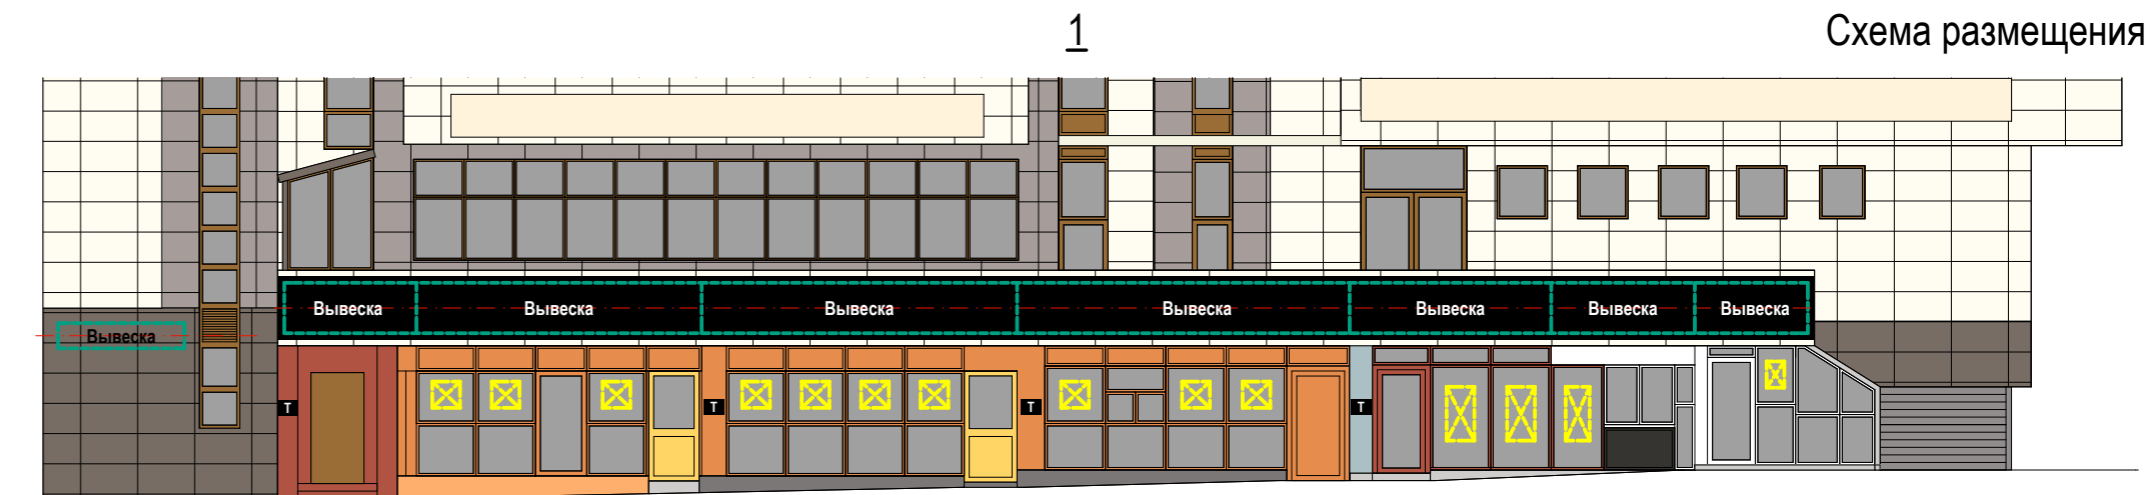 1
Схема размещения
Вывеска Вывеска Вывеска Вывеска Вывеска Вывеска Вывеска
Вывеска
Т Т Т Т